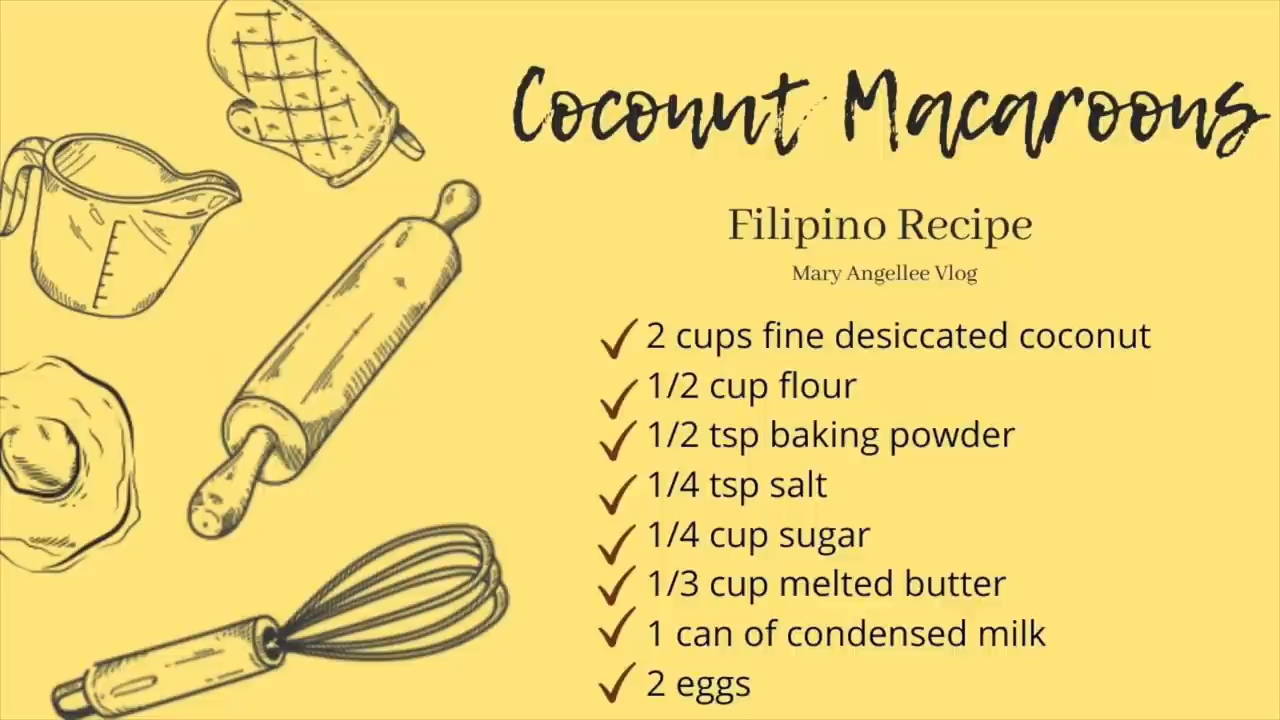 Coconut Macaroons
Filipino Recipe
Mary Angellee Vlog
2 cups fine desiccated coconut
1/2 cup flour
1/2 tsp baking powder
1/4 tsp salt
1/4 cup sugar
1/3 cup melted butter
1 can of condensed milk
2 eggs